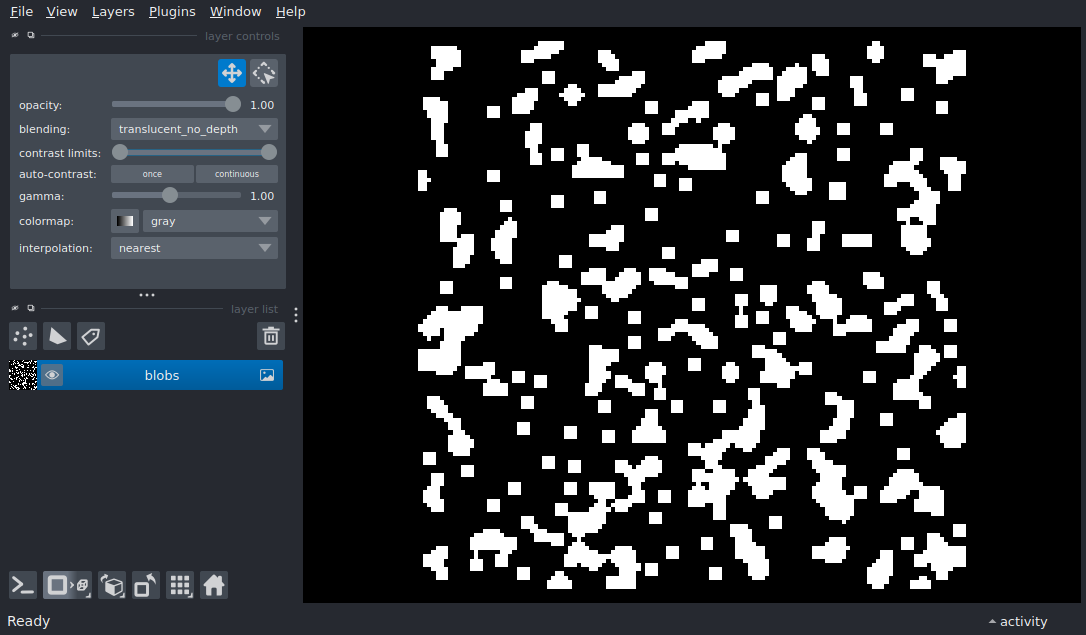 File View Layers Plugins Window Help
layer controls
opacity: 1.00
blending: translucent_no_depth
contrast limits:
auto-contrast: once continuous
gamma: 1.00
colormap: gray
interpolation: nearest
layer list
blobs
Ready activity